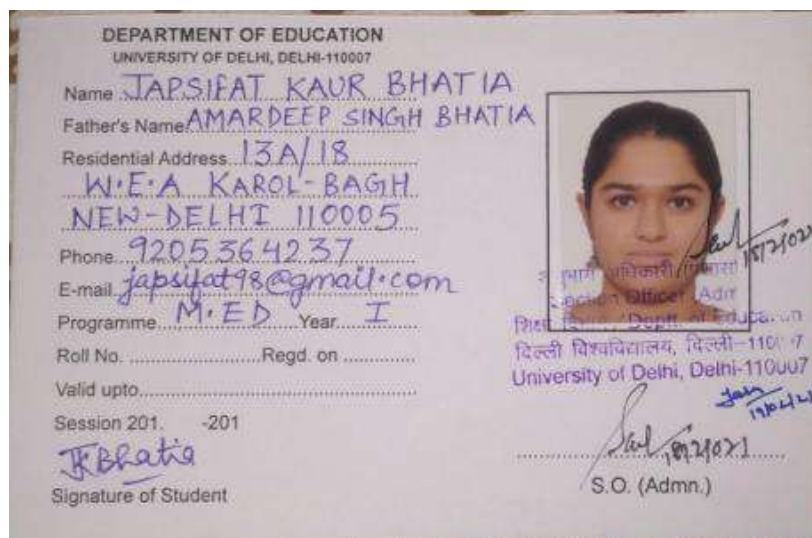 DEPARTMENT OF EDUCATION
UNIVERSITY OF DELHI, DELHI-110007
Name JAPSIFAT KAUR BHATIA
Father's Name AMARDEEP SINGH BHATIA
Residential Address 13A/18
W.E.A KAROL-BAGH
NEW-DELHI 110005
Phone 9205364237
E-mail japsifat98@gmail.com
Programme M.ED Year I
Roll No. Regd. on
Valid upto
Session 201. -201
JKBhatia
Signature of Student
अधिकारी
Section Officer
दिल्ली विश्वविद्यालय, दिल्ली-110007
University of Delhi, Delhi-110007
S.O. (Admn.)